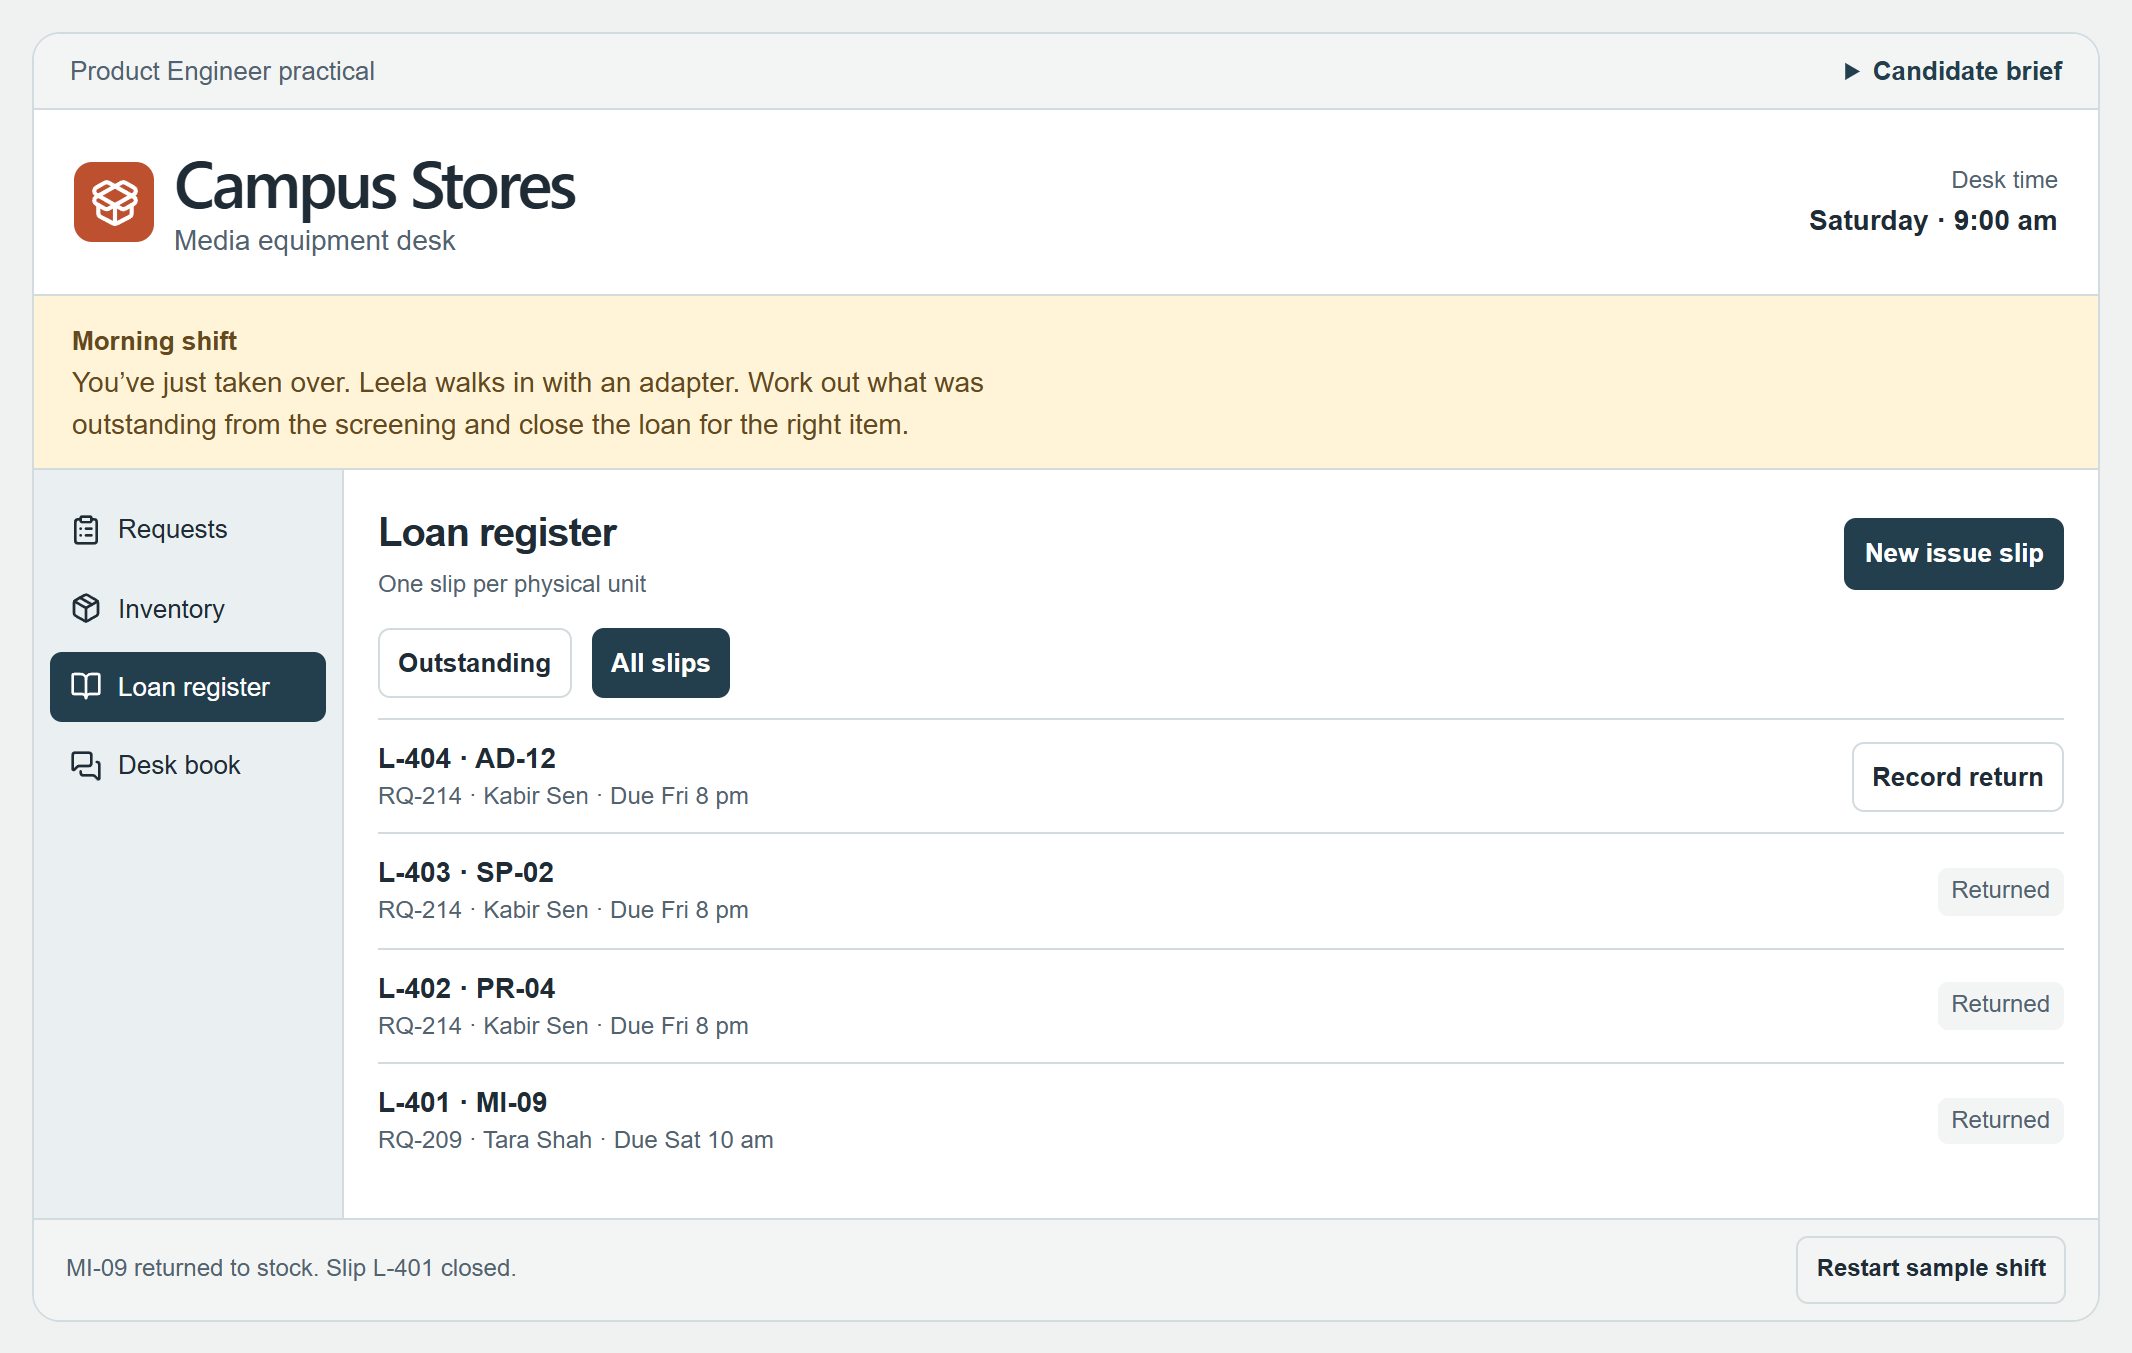 Product Engineer practical
Candidate brief
Campus Stores
Media equipment desk
Desk time
Saturday · 9:00 am
Morning shift
You’ve just taken over. Leela walks in with an adapter. Work out what was
outstanding from the screening and close the loan for the right item.
Requests
Inventory
Loan register
Desk book
Loan register
One slip per physical unit
New issue slip
Outstanding
All slips
L-404 · AD-12
RQ-214 · Kabir Sen · Due Fri 8 pm
Record return
L-403 · SP-02
RQ-214 · Kabir Sen · Due Fri 8 pm
Returned
L-402 · PR-04
RQ-214 · Kabir Sen · Due Fri 8 pm
Returned
L-401 · MI-09
RQ-209 · Tara Shah · Due Sat 10 am
Returned
MI-09 returned to stock. Slip L-401 closed.
Restart sample shift